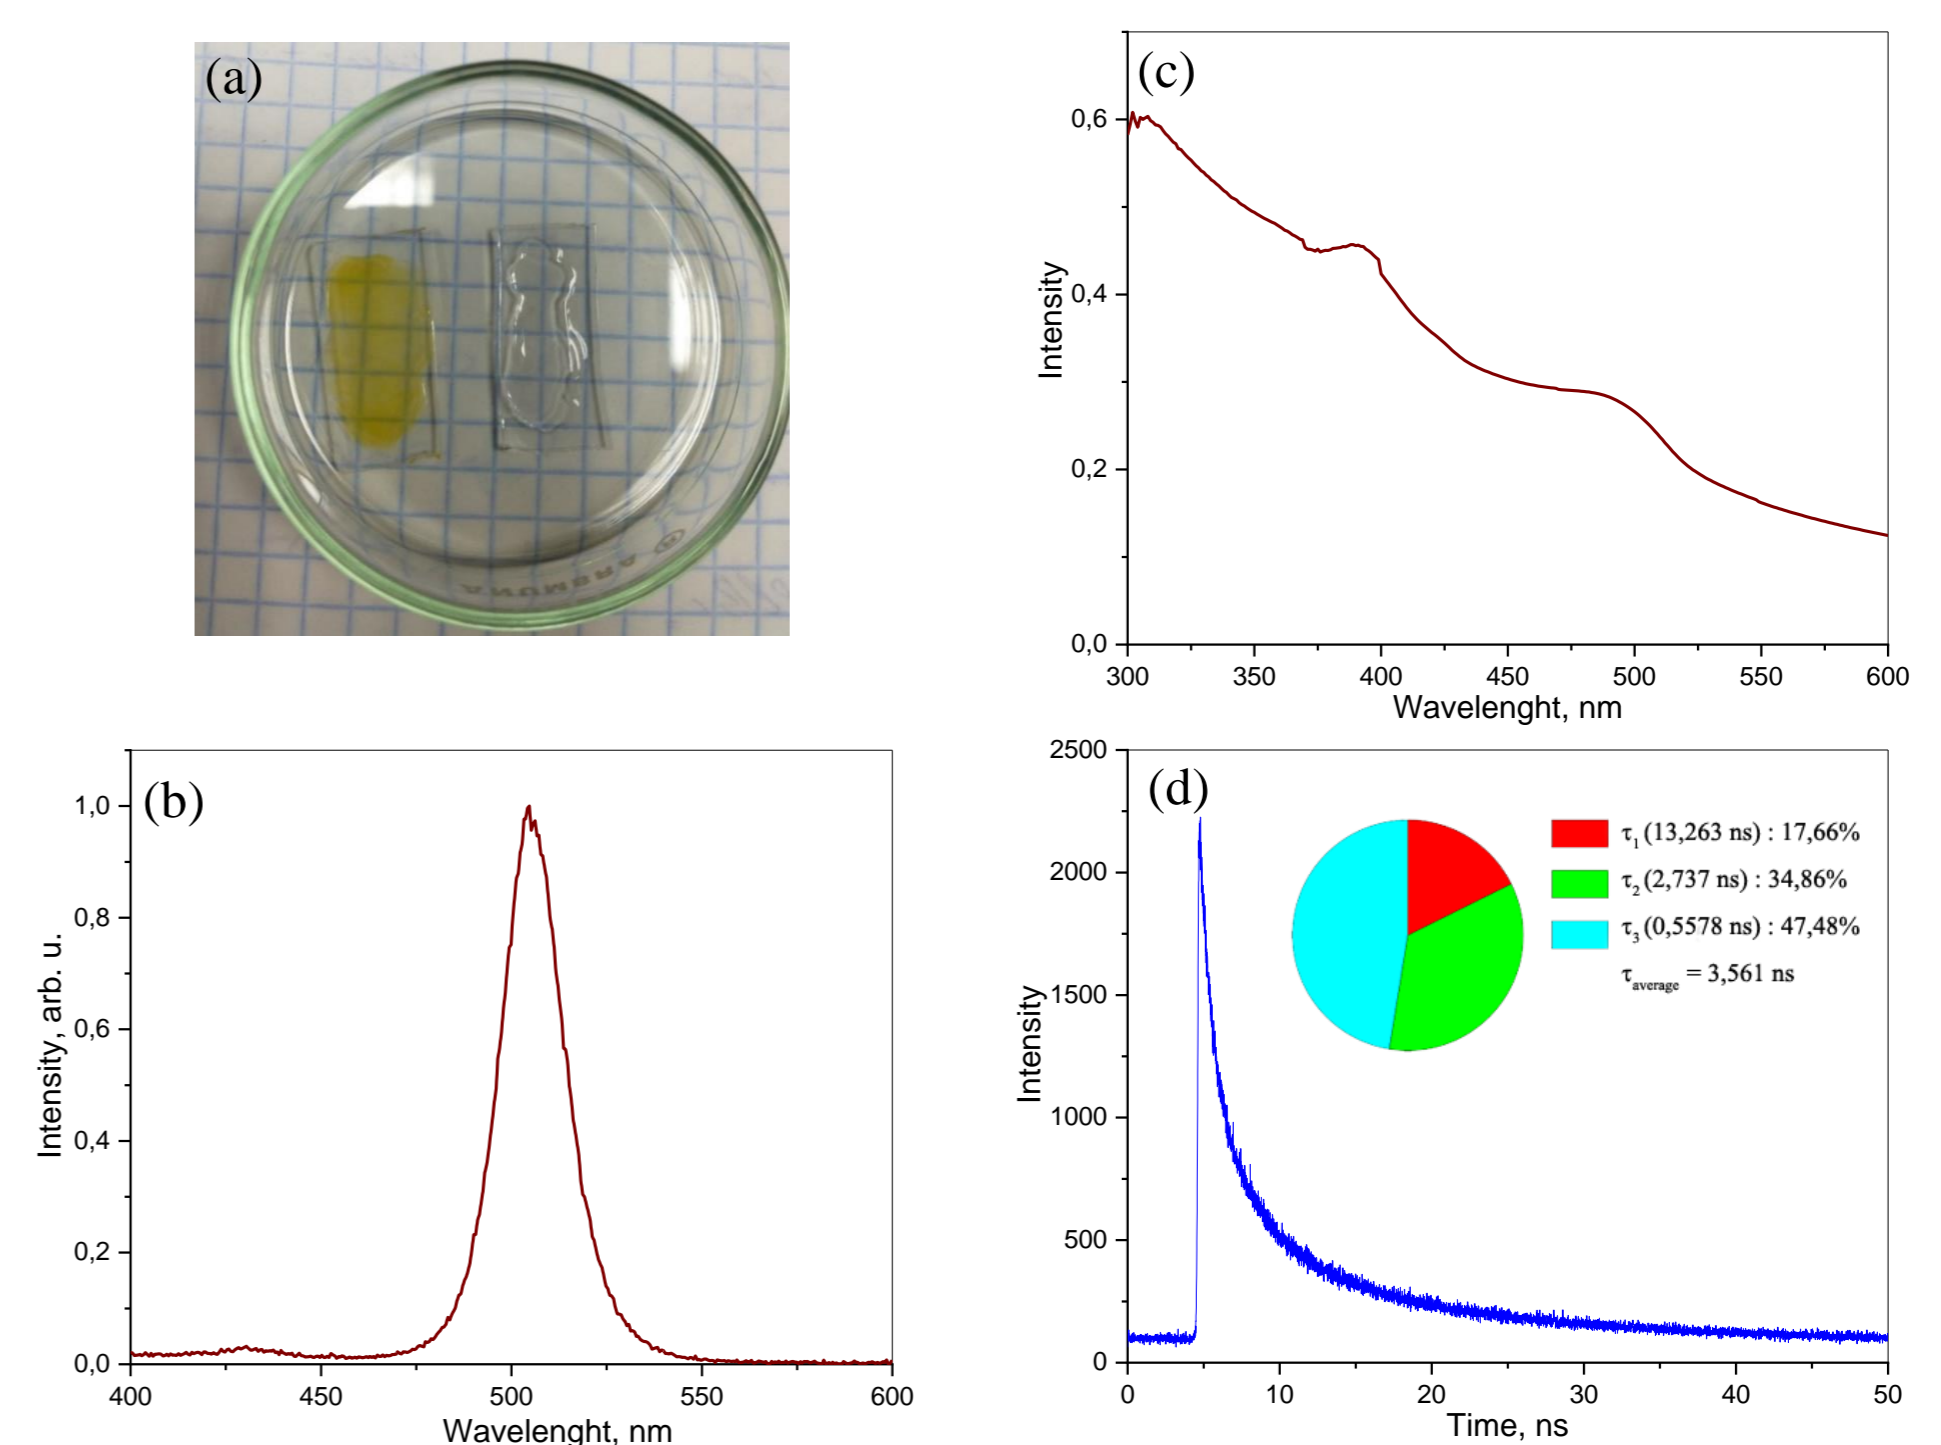 (a)
(c)
0,6
0,4
0,2
0,0
Intensity
300 350 400 450 500 550 600
Wavelenght, nm
(b)
1,0
0,8
0,6
0,4
0,2
0,0
Intensity, arb. u.
400 450 500 550 600
Wavelenght, nm
(d)
2500
2000
1500
1000
500
0
Intensity
τ1 (13,263 ns) : 17,66%
τ2 (2,737 ns) : 34,86%
τ3 (0,5578 ns) : 47,48%
τaverage = 3,561 ns
0 10 20 30 40 50
Time, ns